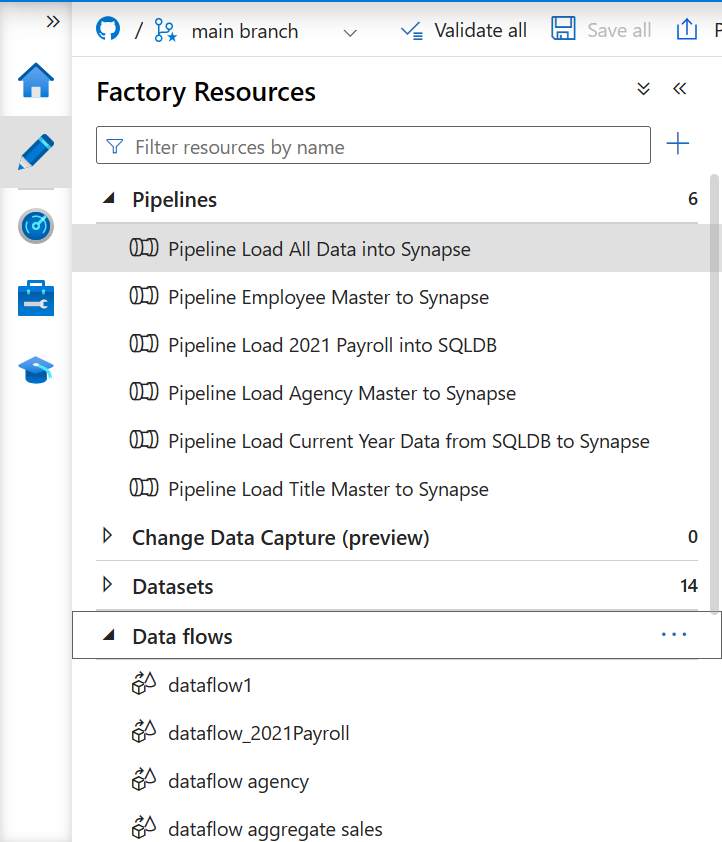 »
/ main branch Validate all Save all P
Factory Resources «
Filter resources by name
Pipelines 6
Pipeline Load All Data into Synapse
Pipeline Employee Master to Synapse
Pipeline Load 2021 Payroll into SQLDB
Pipeline Load Agency Master to Synapse
Pipeline Load Current Year Data from SQLDB to Synapse
Pipeline Load Title Master to Synapse
Change Data Capture (preview) 0
Datasets 14
Data flows ...
dataflow1
dataflow_2021Payroll
dataflow agency
dataflow aggregate sales